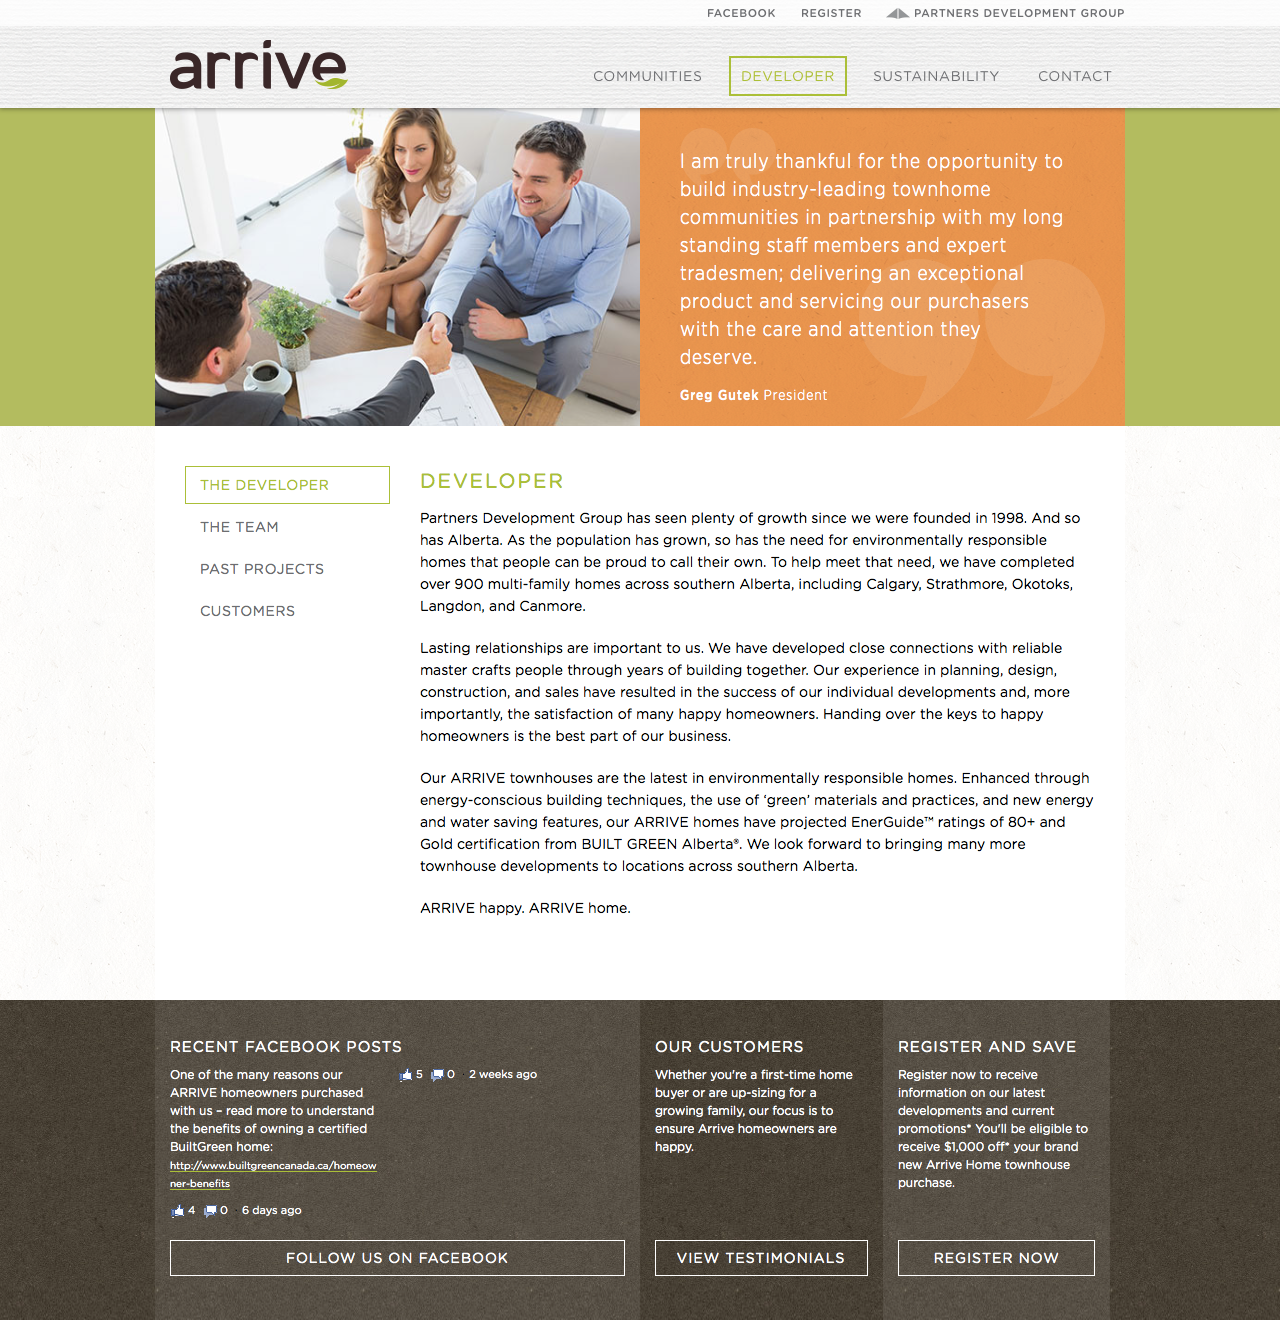 FACEBOOK REGISTER PARTNERS DEVELOPMENT GROUP
arrive
COMMUNITIES DEVELOPER SUSTAINABILITY CONTACT
I am truly thankful for the opportunity to
build industry-leading townhome
communities in partnership with my long
standing staff members and expert
tradesmen; delivering an exceptional
product and servicing our purchasers
with the care and attention they
deserve.
Greg Gutek President
THE DEVELOPER
THE TEAM
PAST PROJECTS
CUSTOMERS
DEVELOPER
Partners Development Group has seen plenty of growth since we were founded in 1998. And so
has Alberta. As the population has grown, so has the need for environmentally responsible
homes that people can be proud to call their own. To help meet that need, we have completed
over 900 multi-family homes across southern Alberta, including Calgary, Strathmore, Okotoks,
Langdon, and Canmore.
Lasting relationships are important to us. We have developed close connections with reliable
master crafts people through years of building together. Our experience in planning, design,
construction, and sales have resulted in the success of our individual developments and, more
importantly, the satisfaction of many happy homeowners. Handing over the keys to happy
homeowners is the best part of our business.
Our ARRIVE townhouses are the latest in environmentally responsible homes. Enhanced through
energy-conscious building techniques, the use of ‘green’ materials and practices, and new energy
and water saving features, our ARRIVE homes have projected EnerGuide™ ratings of 80+ and
Gold certification from BUILT GREEN Alberta®. We look forward to bringing many more
townhouse developments to locations across southern Alberta.
ARRIVE happy. ARRIVE home.
RECENT FACEBOOK POSTS
One of the many reasons our
ARRIVE homeowners purchased
with us – read more to understand
the benefits of owning a certified
BuiltGreen home:
http://www.builtgreencanada.ca/homeow
ner-benefits
4 0 · 6 days ago
5 0 · 2 weeks ago
FOLLOW US ON FACEBOOK
OUR CUSTOMERS
Whether you're a first-time home
buyer or are up-sizing for a
growing family, our focus is to
ensure Arrive homeowners are
happy.
VIEW TESTIMONIALS
REGISTER AND SAVE
Register now to receive
information on our latest
developments and current
promotions* You'll be eligible to
receive $1,000 off* your brand
new Arrive Home townhouse
purchase.
REGISTER NOW